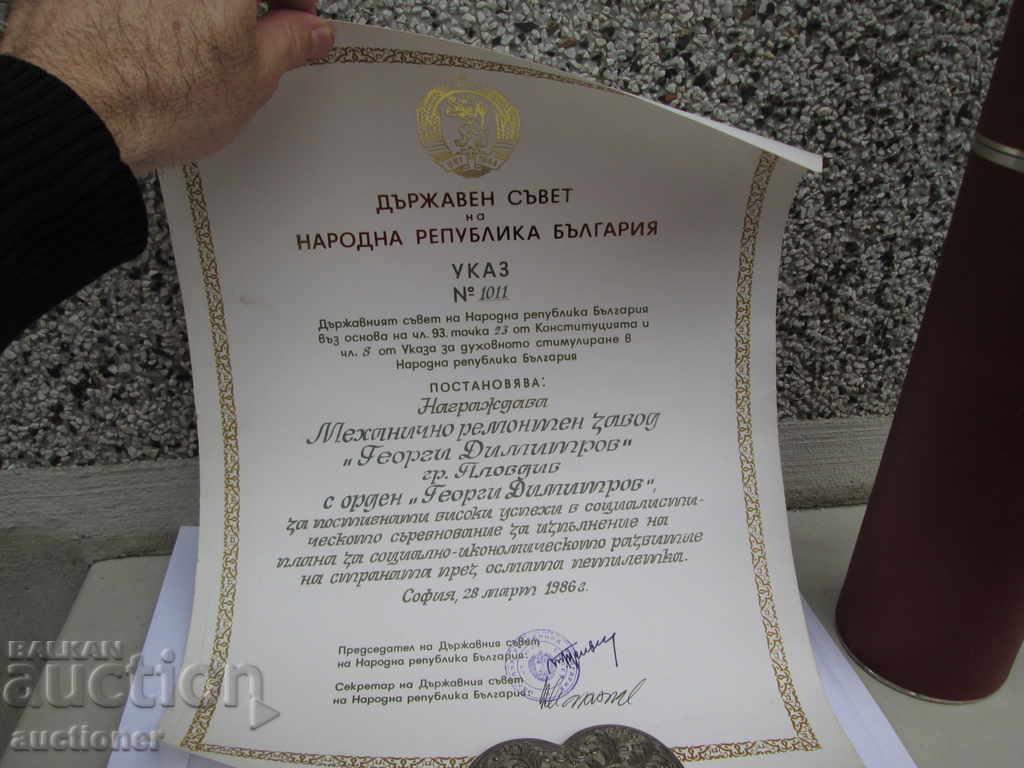 ДЪРЖАВЕН СЪВЕТ
на
НАРОДНА РЕПУБЛИКА БЪЛГАРИЯ
УКАЗ
№ 1011
Държавният съвет на Народна република България
въз основа на чл. 93. точка 23 от Конституцията и
чл. 8 от Указа за духовното стимулиране в
Народна република България
ПОСТАНОВЯВА:
Награждава
Механично ремонтен завод
„Георги Димитров"
гр. Пловдив
с орден „Георги Димитров",
за постигнати високи успехи в социалисти-
ческото съревнование за изпълнение на
плана за социално-икономическото развитие
на страната през осмата петилетка.
София, 28 март 1986 г.
Председател на Държавния съвет
на Народна република България:
Секретар на Държавния съвет
на Народна република България:
BALKAN
auction
auctioner